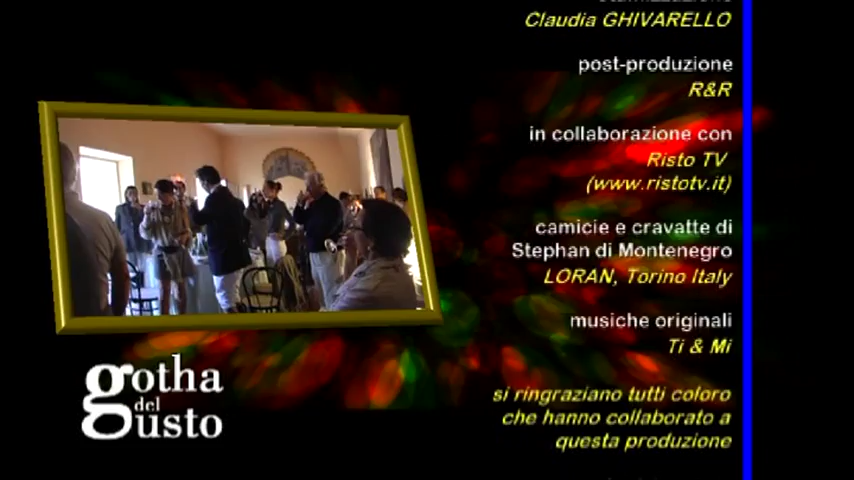 Claudia GHIVARELLO
post-produzione
R&R
in collaborazione con
Risto TV
(www.ristotv.it)
camicie e cravatte di
Stephan di Montenegro
LORAN, Torino Italy
musiche originali
Ti & Mi
si ringraziano tutti coloro
che hanno collaborato a
questa produzione
gotha
del
gusto